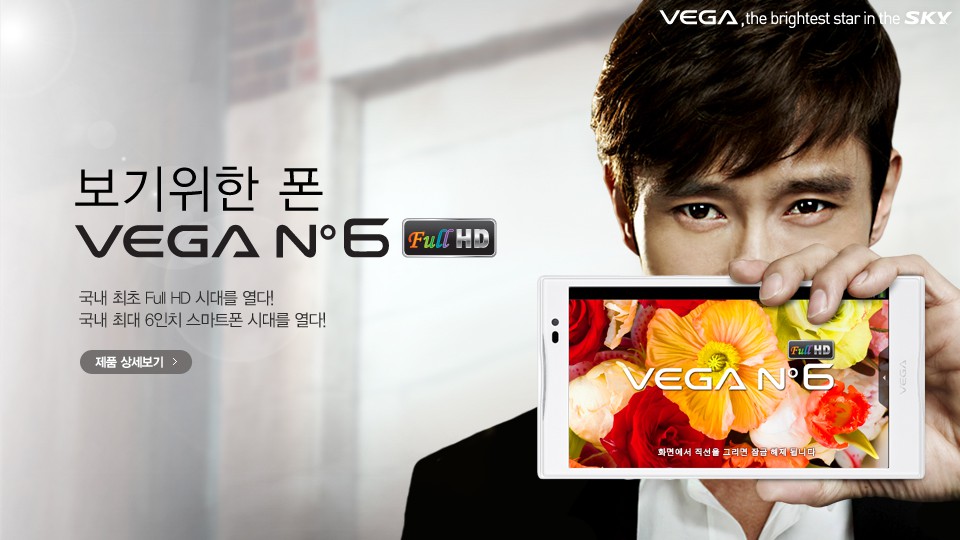 VEGA, the brightest star in the SKY
보기위한 폰
VEGA N°6 Full HD
국내 최초 Full HD 시대를 열다!
국내 최대 6인치 스마트폰 시대를 열다!
제품 상세보기 >
Full HD
VEGA N°6
VEGA
화면에서 직선을 그리면 잠금 해제 됩니다